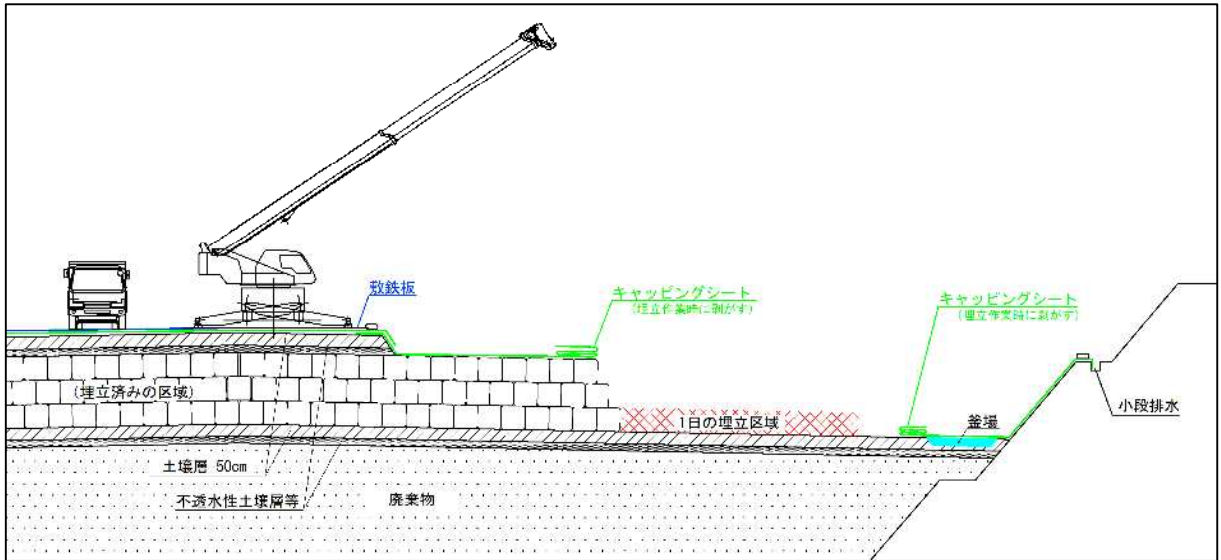 敷鉄板
キャッピングシート
(埋立作業時に剥がす)
キャッピングシート
(埋立作業時に剥がす)
(埋立済みの区域)
1日の埋立区域
釜場
小段排水
土壌層 50cm
不透水性土壌層等
廃棄物